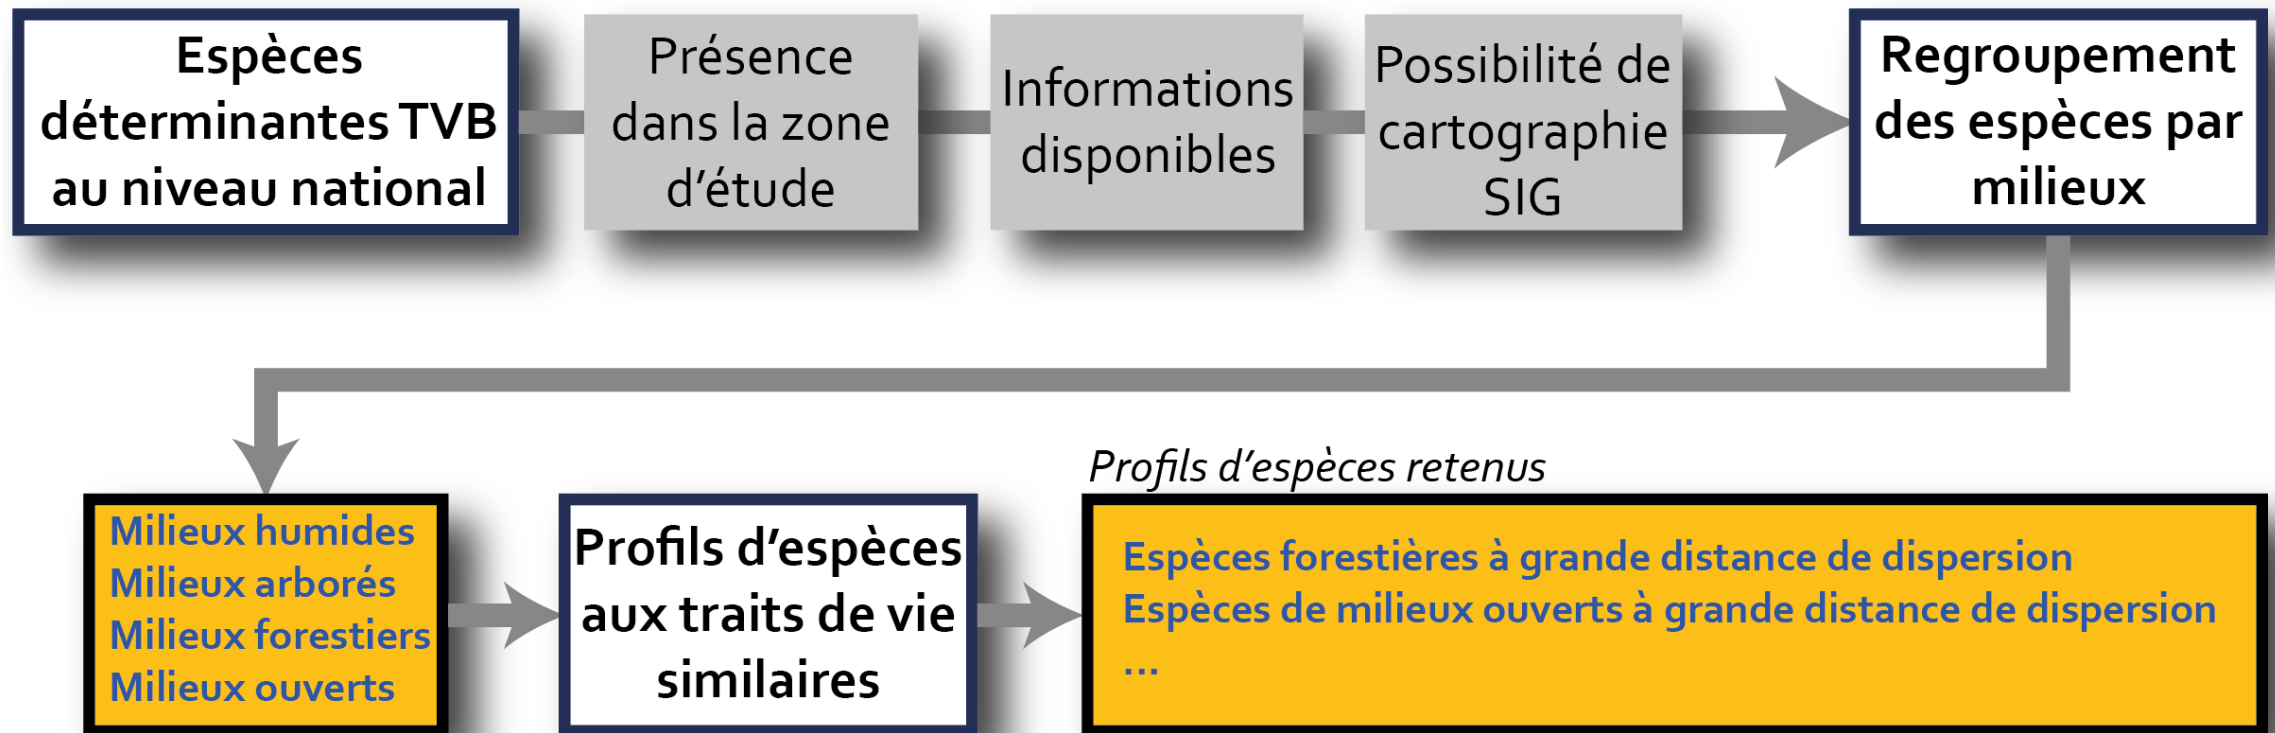 Espèces
déterminantes TVB
au niveau national
Présence
dans la zone
d'étude
Informations
disponibles
Possibilité de
cartographie
SIG
Regroupement
des espèces par
milieux
Milieux humides
Milieux arborés
Milieux forestiers
Milieux ouverts
Profils d'espèces
aux traits de vie
similaires
Profils d'espèces retenus
Espèces forestières à grande distance de dispersion
Espèces de milieux ouverts à grande distance de dispersion
...